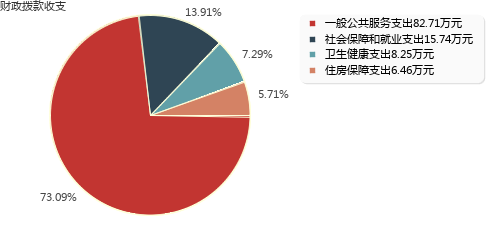 财政拨款收支
13.91%
7.29%
5.71%
73.09%
一般公共服务支出82.71万元
社会保障和就业支出15.74万元
卫生健康支出8.25万元
住房保障支出6.46万元